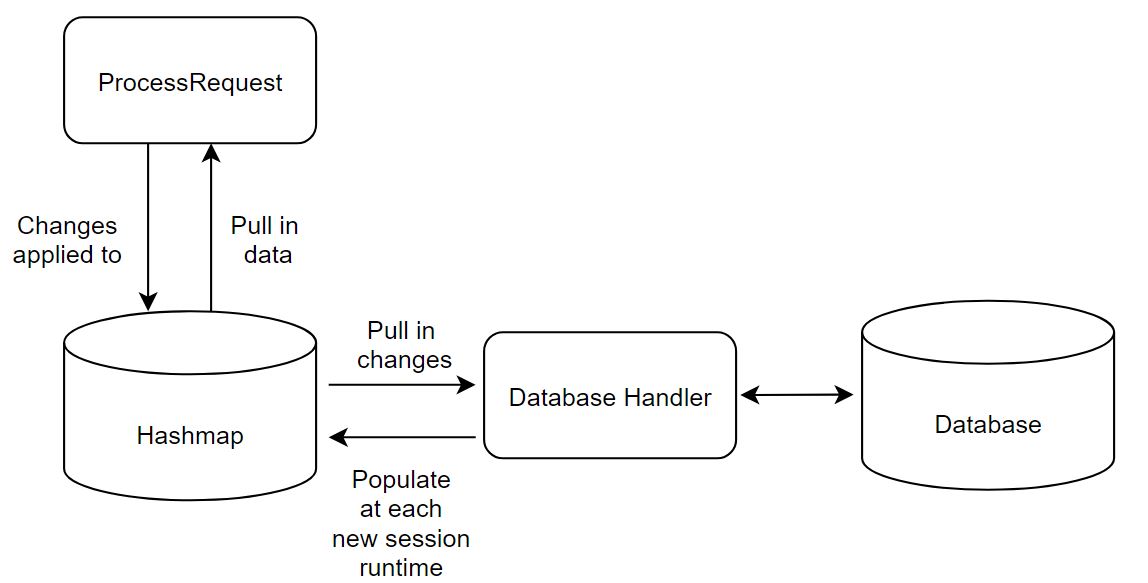 ProcessRequest
Changes
applied to
Pull in
data
Hashmap
Pull in
changes
Populate
at each
new session
runtime
Database Handler
Database